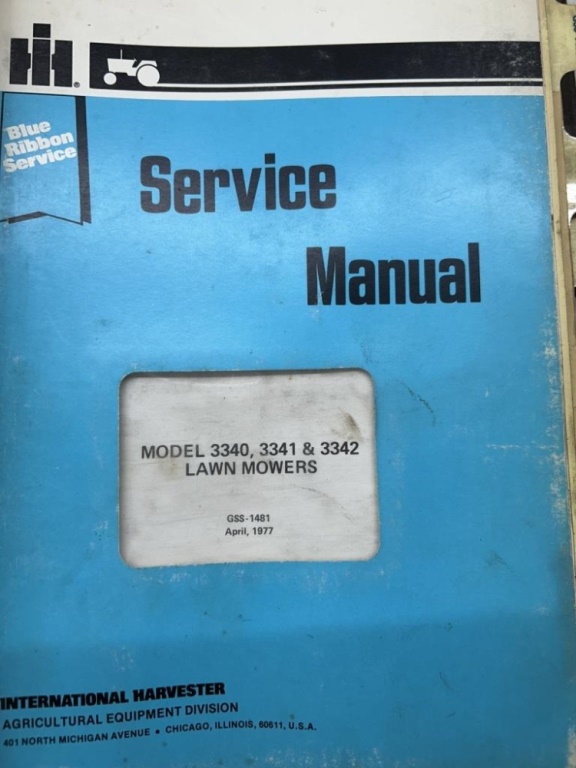 IH®
Blue
Ribbon
Service
Service
Manual
MODEL 3340, 3341 & 3342
LAWN MOWERS
GSS-1481
April, 1977
INTERNATIONAL HARVESTER
AGRICULTURAL EQUIPMENT DIVISION
401 NORTH MICHIGAN AVENUE • CHICAGO, ILLINOIS, 60611, U.S.A.